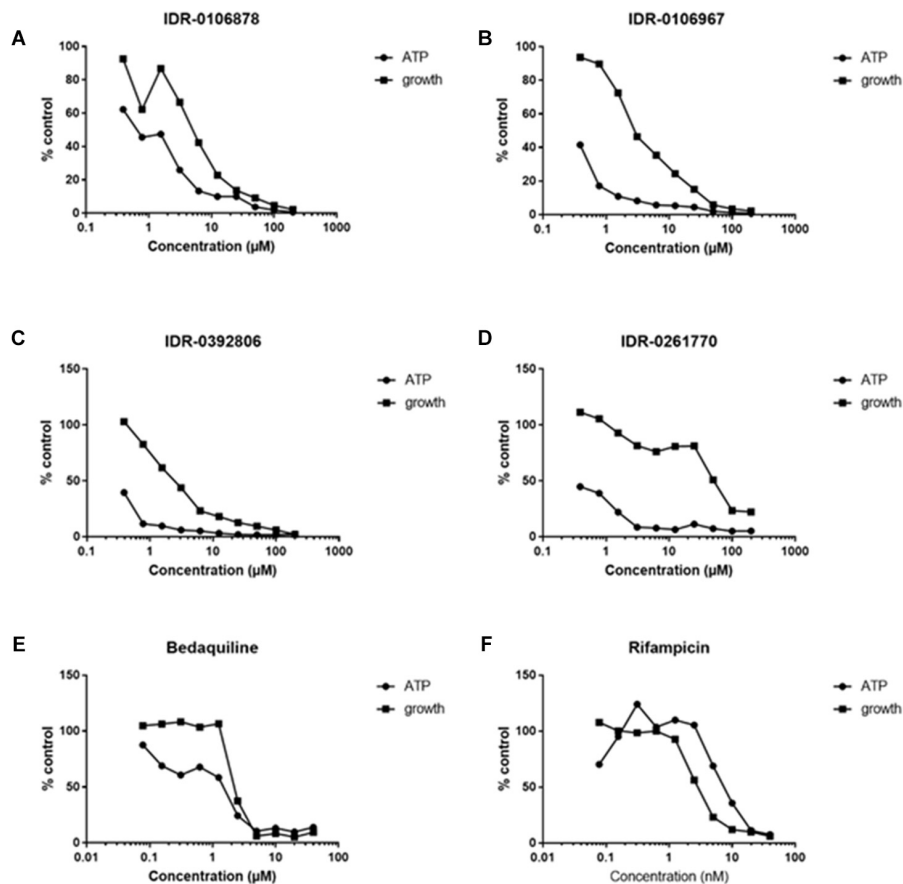 A
IDR-0106878
ATP
growth
% control
100
80
60
40
20
0
0.1
1
10
100
1000
Concentration (µM)
B
IDR-0106967
ATP
growth
% control
100
80
60
40
20
0
0.1
1
10
100
1000
Concentration (µM)
C
IDR-0392806
ATP
growth
% control
150
100
50
0
0.1
1
10
100
1000
Concentration (µM)
D
IDR-0261770
ATP
growth
% control
150
100
50
0
0.1
1
10
100
1000
Concentration (µM)
E
Bedaquiline
ATP
growth
% control
150
100
50
0
0.01
0.1
1
10
100
Concentration (µM)
F
Rifampicin
ATP
growth
% control
150
100
50
0
0.01
0.1
1
10
100
Concentration (nM)